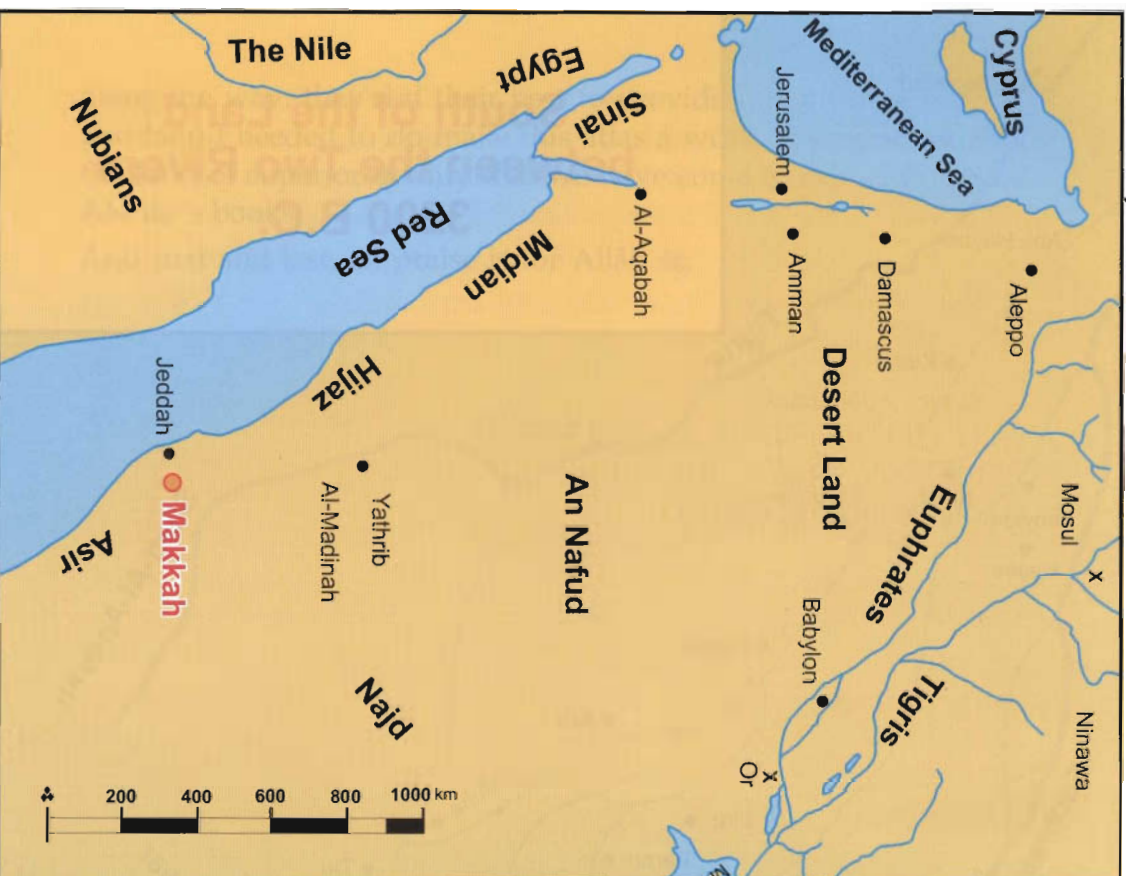 The Nile
Egypt
Sinai
Mediterranean Sea
Cyprus
Jerusalem
Nubians
Red Sea
Midian
Al-Aqabah
Amman
Damascus
Aleppo
Desert Land
Jeddah
Hijaz
Makkah
Asir
Yathrib
Al-Madinah
An Nafud
Euphrates
Mosul
x
Babylon
Tigris
Ninawa
Najd
x
Or
200 400 600 800 1000 km